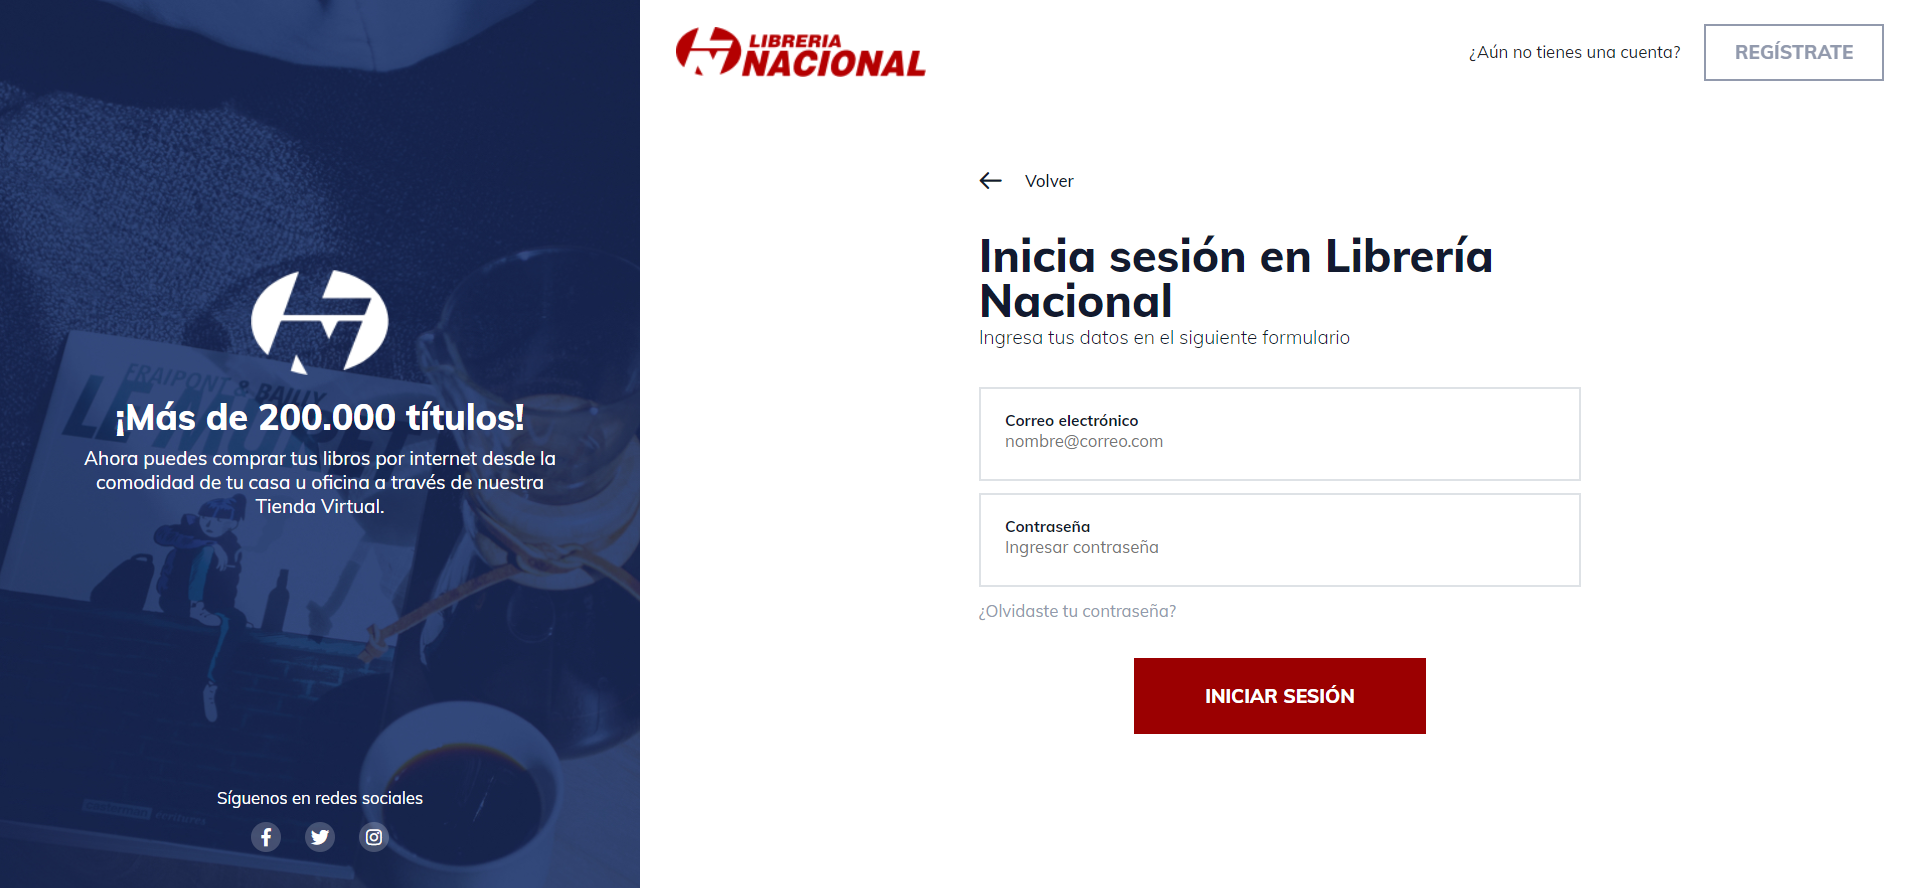 FRAIPONT & BAILLY
¡Más de 200.000 títulos!
Ahora puedes comprar tus libros por internet desde la
comodidad de tu casa u oficina a través de nuestra
Tienda Virtual.
Síguenos en redes sociales
LIBRERIA
NACIONAL
¿Aún no tienes una cuenta?
REGÍSTRATE
Volver
Inicia sesión en Librería
Nacional
Ingresa tus datos en el siguiente formulario
Correo electrónico
nombre@correo.com
Contraseña
Ingresar contraseña
¿Olvidaste tu contraseña?
INICIAR SESIÓN